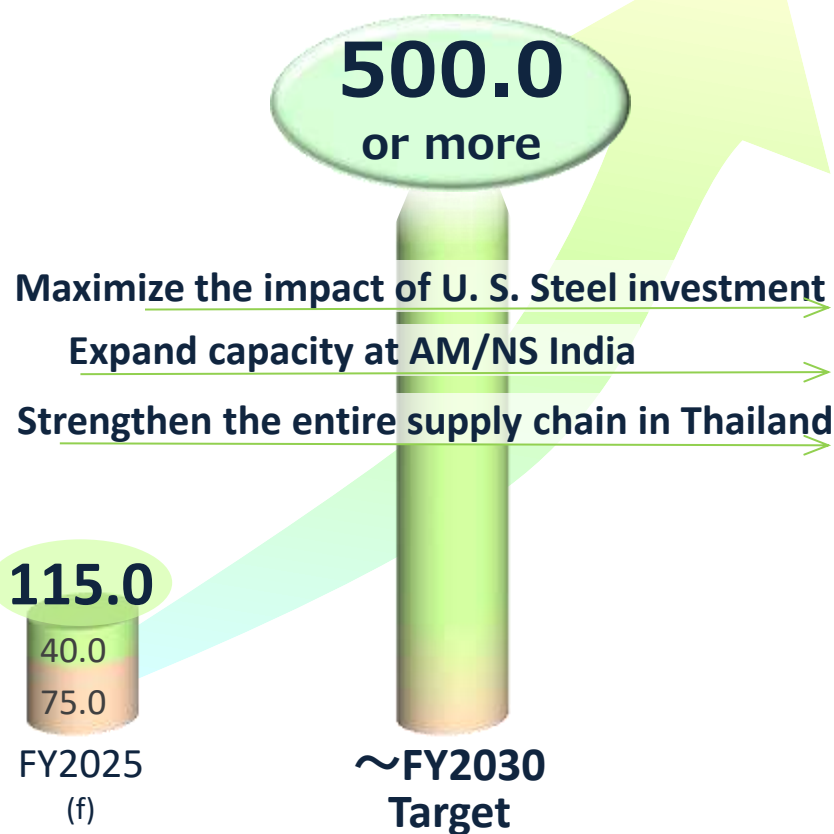 500.0
or more
Maximize the impact of U. S. Steel investment
Expand capacity at AM/NS India
Strengthen the entire supply chain in Thailand
115.0
40.0
75.0
FY2025
(f)
～FY2030
Target